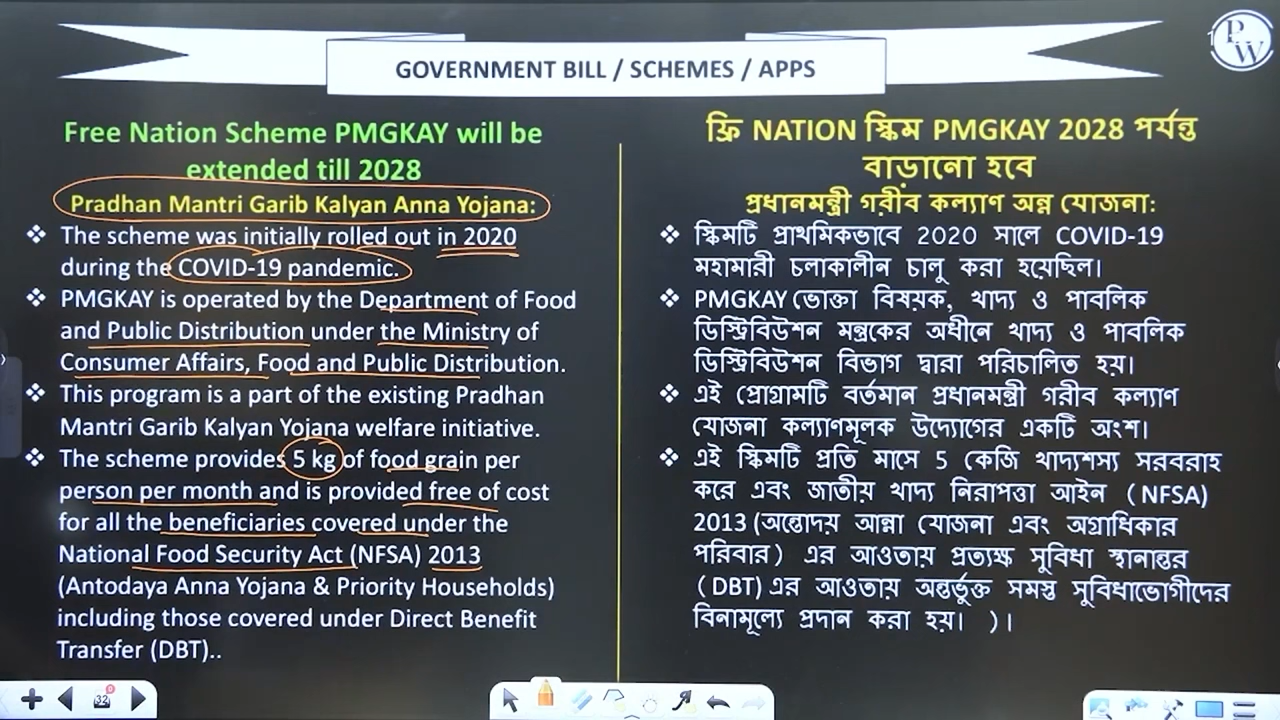 GOVERNMENT BILL / SCHEMES / APPS
PW
Free Nation Scheme PMGKAY will be
extended till 2028
Pradhan Mantri Garib Kalyan Anna Yojana:
❖ The scheme was initially rolled out in 2020
during the COVID-19 pandemic.
❖ PMGKAY is operated by the Department of Food
and Public Distribution under the Ministry of
Consumer Affairs, Food and Public Distribution.
❖ This program is a part of the existing Pradhan
Mantri Garib Kalyan Yojana welfare initiative.
❖ The scheme provides 5 kg of food grain per
person per month and is provided free of cost
for all the beneficiaries covered under the
National Food Security Act (NFSA) 2013
(Antodaya Anna Yojana & Priority Households)
including those covered under Direct Benefit
Transfer (DBT)..
ফ্রি NATION স্কিম PMGKAY 2028 পর্যন্ত
বাড়ানো হবে
প্রধানমন্ত্রী গরীব কল্যাণ অন্ন যোজনা:
❖ স্কিমটি প্রাথমিকভাবে 2020 সালে COVID-19
মহামারী চলাকালীন চালু করা হয়েছিল।
❖ PMGKAY ভোক্তা বিষয়ক, খাদ্য ও পাবলিক
ডিস্ট্রিবিউশন মন্ত্রকের অধীনে খাদ্য ও পাবলিক
ডিস্ট্রিবিউশন বিভাগ দ্বারা পরিচালিত হয়।
❖ এই প্রোগ্রামটি বর্তমান প্রধানমন্ত্রী গরীব কল্যাণ
যোজনা কল্যাণমূলক উদ্যোগের একটি অংশ।
❖ এই স্কিমটি প্রতি মাসে 5 কেজি খাদ্যশস্য সরবরাহ
করে এবং জাতীয় খাদ্য নিরাপত্তা আইন (NFSA)
2013 (অন্তোদয় আন্না যোজনা এবং অগ্রাধিকার
পরিবার) এর আওতায় প্রত্যক্ষ সুবিধা স্থানান্তর
(DBT) এর আওতায় অন্তর্ভুক্ত সমস্ত সুবিধাভোগীদের
বিনামূল্যে প্রদান করা হয়। )।
32